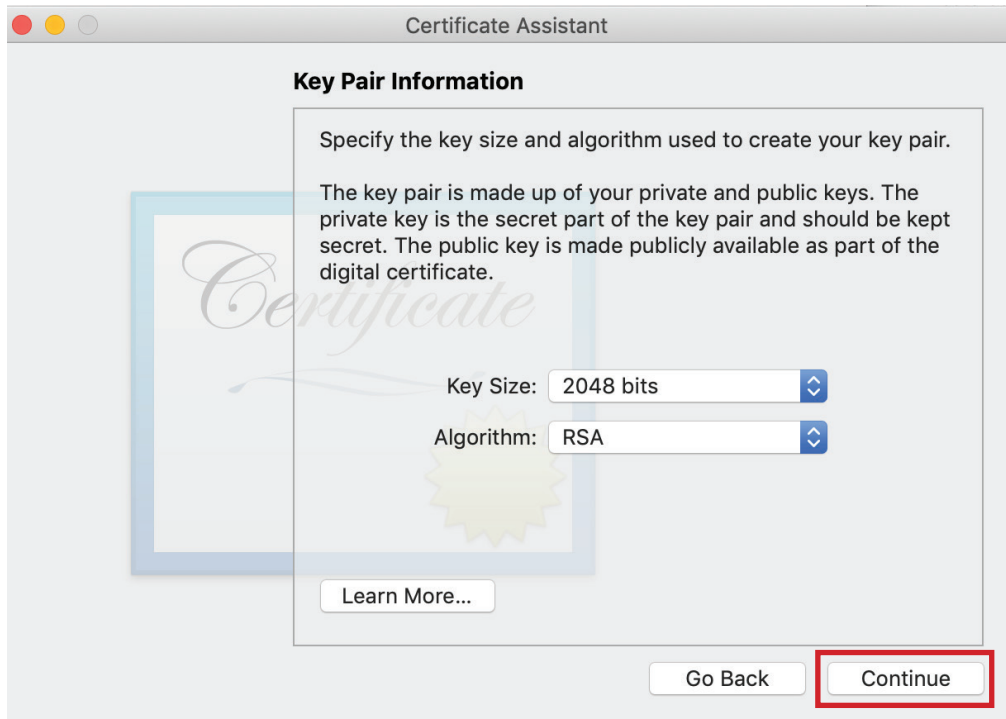 Certificate Assistant
Key Pair Information
Specify the key size and algorithm used to create your key pair.
The key pair is made up of your private and public keys. The
private key is the secret part of the key pair and should be kept
secret. The public key is made publicly available as part of the
digital certificate.
Certificate
Key Size: 2048 bits
Algorithm: RSA
Learn More...
Go Back Continue